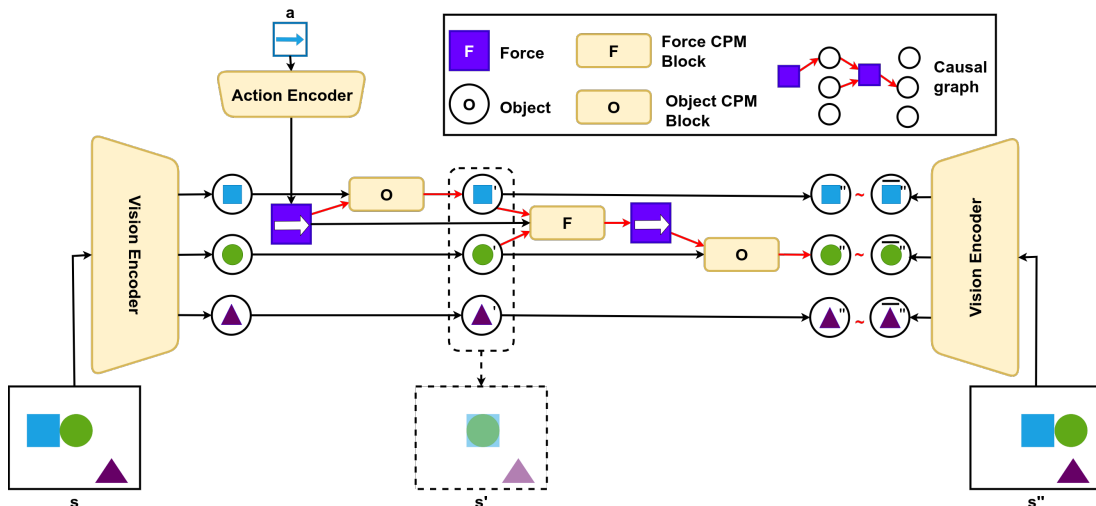 a
Action Encoder
F
Force
F
Force CPM
Block
O
Object
O
Object CPM
Block
Causal
graph
Vision Encoder
O
'
F
'
O
'
"
~
"
"
~
"
"
~
"
Vision Encoder
s
s'
s"